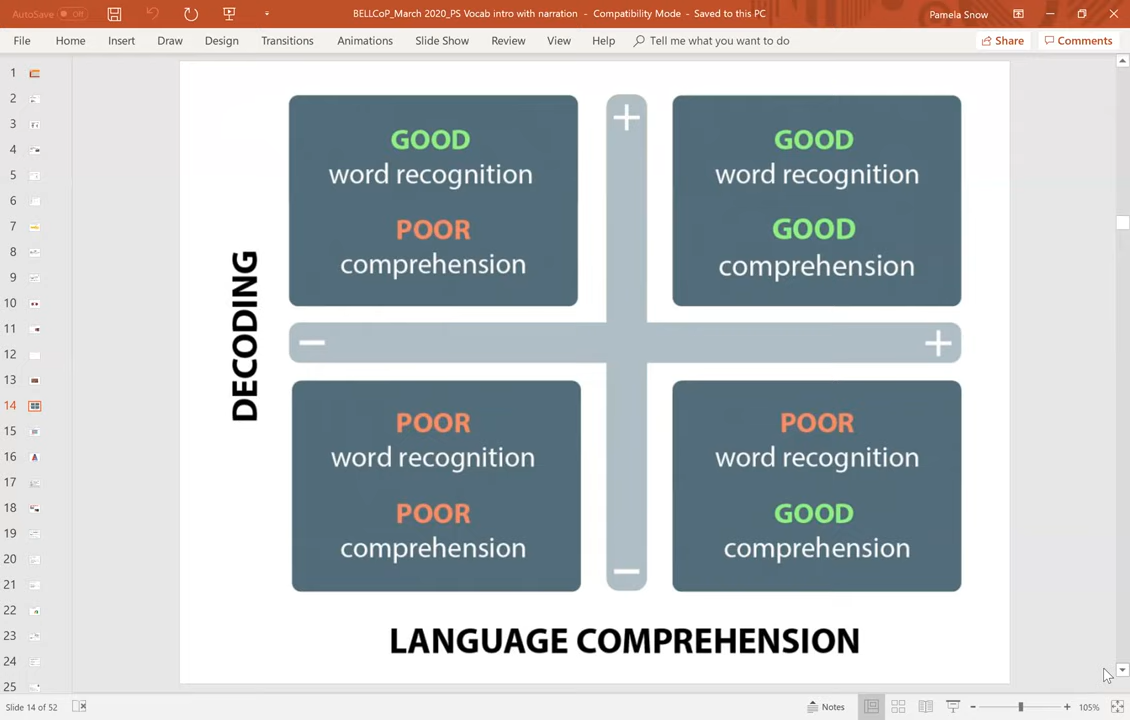 AutoSave Off
BELLCoP_March 2020_PS Vocab intro with narration - Compatibility Mode - Saved to this PC
Pamela Snow
File Home Insert Draw Design Transitions Animations Slide Show Review View Help Tell me what you want to do
Share Comments
1
2
3
4
5
6
7
8
9
10
11
12
13
14
15
16
17
18
19
20
21
22
23
24
25
DECODING
GOOD
word recognition
POOR
comprehension
GOOD
word recognition
GOOD
comprehension
+
− +
−
POOR
word recognition
POOR
comprehension
POOR
word recognition
GOOD
comprehension
LANGUAGE COMPREHENSION
Slide 14 of 52
Notes
105%